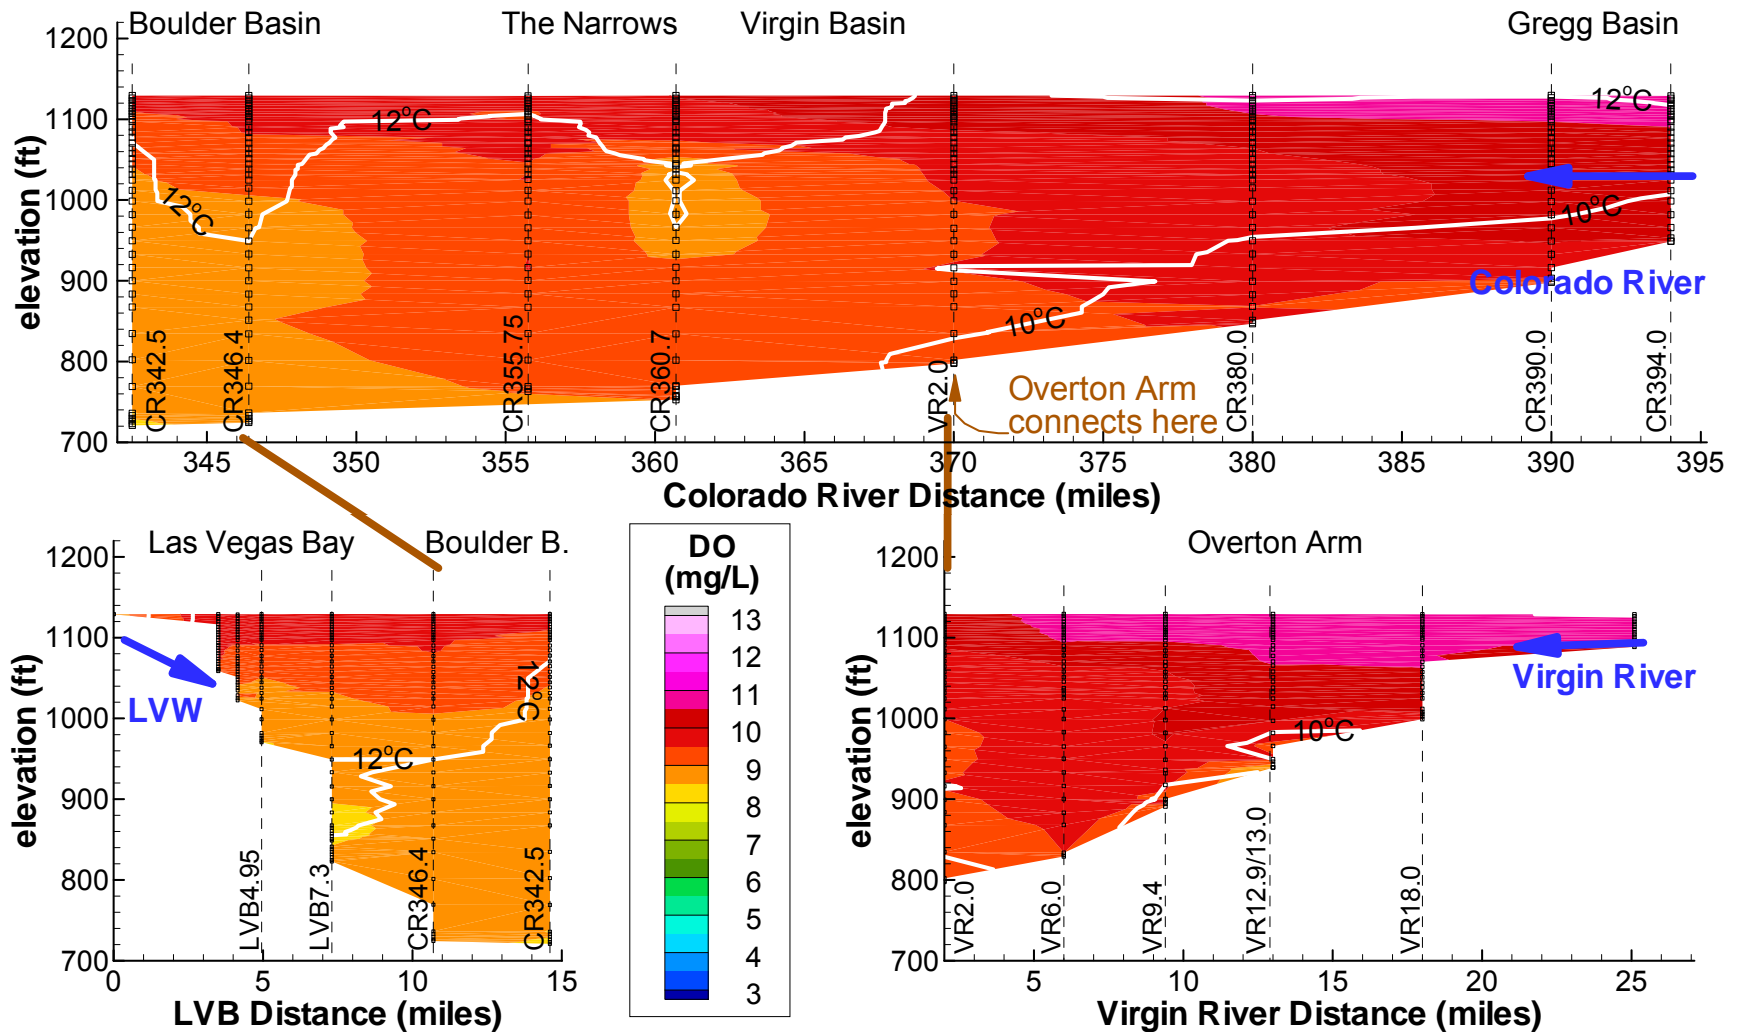 Boulder Basin The Narrows Virgin Basin Gregg Basin
1200
1100
1000
900
800
700
elevation (ft)
12°C
12°C
12°C
10°C
10°C
Colorado River
CR342.5
CR346.4
CR355.75
CR360.7
VR2.0
CR380.0
CR390.0
CR394.0
Overton Arm
connects here
345 350 355 360 365 370 375 380 385 390 395
Colorado River Distance (miles)
Las Vegas Bay Boulder B.
1200
1100
1000
900
800
700
elevation (ft)
LVW
12°C
12°C
LVB4.95
LVB7.3
CR346.4
CR342.5
0 5 10 15
LVB Distance (miles)
DO
(mg/L)
13
12
11
10
9
8
7
6
5
4
3
Overton Arm
1200
1100
1000
900
800
700
elevation (ft)
Virgin River
10°C
VR2.0
VR6.0
VR9.4
VR12.9/13.0
VR18.0
5 10 15 20 25
Virgin River Distance (miles)